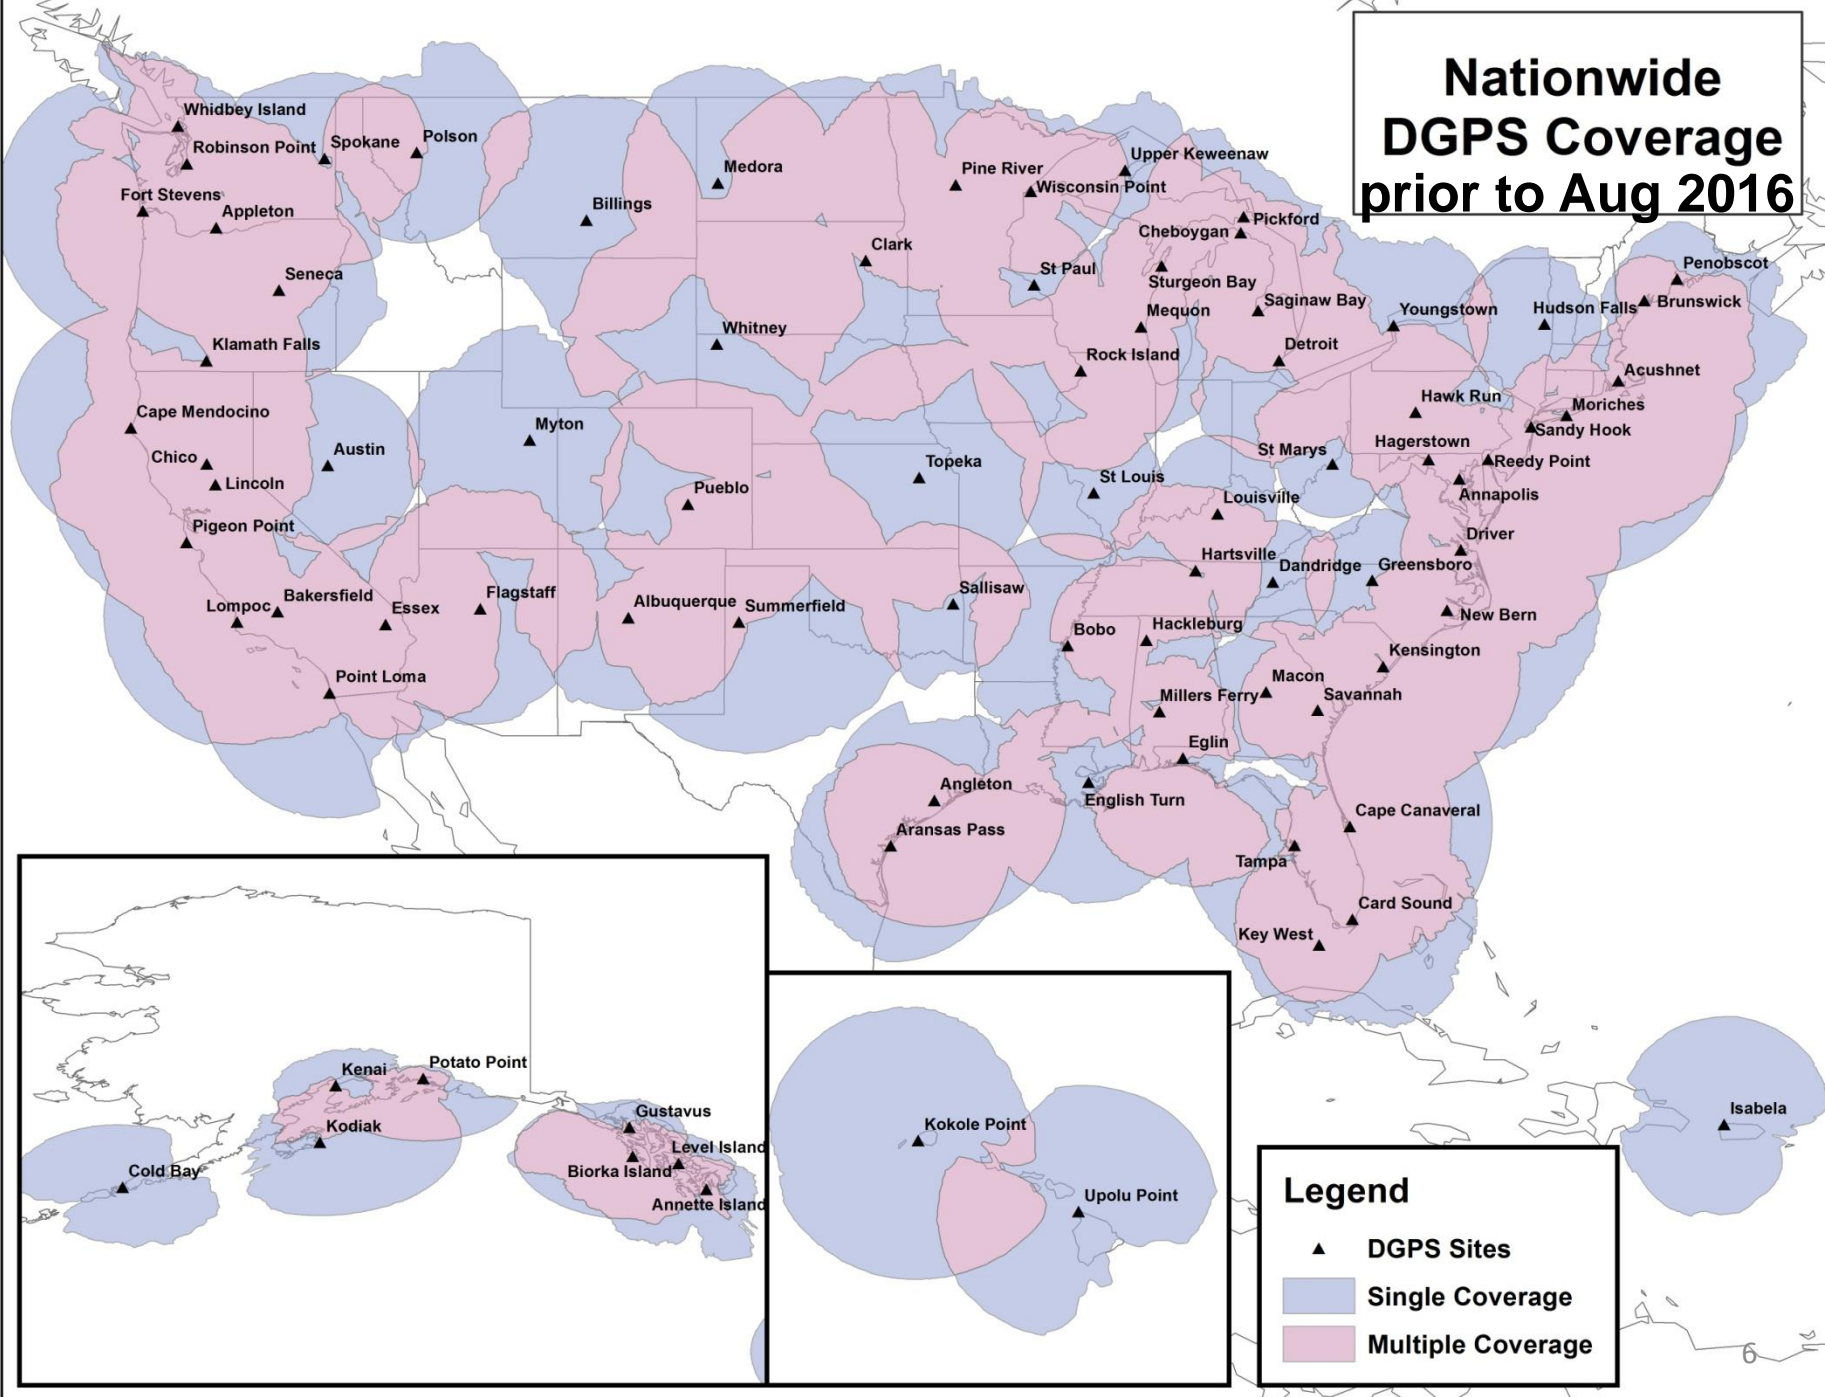 Nationwide
DGPS Coverage
prior to Aug 2016
Whidbey Island
Robinson Point
Spokane
Polson
Fort Stevens
Appleton
Seneca
Klamath Falls
Billings
Medora
Pine River
Upper Keweenaw
Wisconsin Point
Pickford
Cheboygan
Clark
St Paul
Sturgeon Bay
Saginaw Bay
Mequon
Youngstown
Hudson Falls
Penobscot
Brunswick
Whitney
Rock Island
Detroit
Acushnet
Cape Mendocino
Chico
Lincoln
Austin
Myton
Topeka
Hawk Run
Moriches
Sandy Hook
Hagerstown
St Marys
Reedy Point
Annapolis
Pueblo
St Louis
Louisville
Pigeon Point
Driver
Hartsville
Dandridge
Greensboro
Bakersfield
Lompoc
Essex
Flagstaff
Albuquerque
Summerfield
Sallisaw
New Bern
Bobo
Hackleburg
Kensington
Point Loma
Macon
Millers Ferry
Savannah
Eglin
Angleton
English Turn
Aransas Pass
Cape Canaveral
Tampa
Card Sound
Key West
Kenai
Potato Point
Kodiak
Cold Bay
Gustavus
Level Island
Biorka Island
Annette Island
Kokole Point
Upolu Point
Isabela
Legend
DGPS Sites
Single Coverage
Multiple Coverage
6